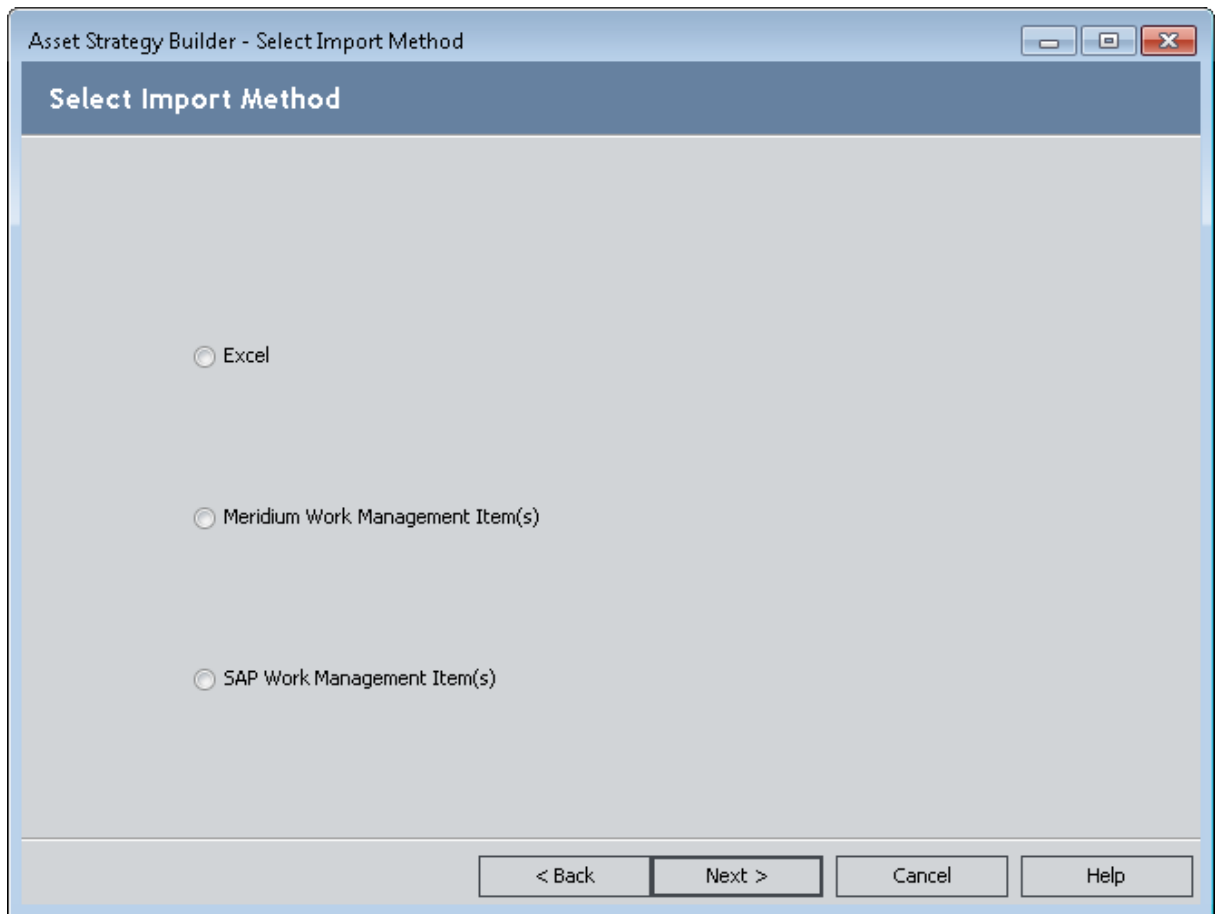 Asset Strategy Builder - Select Import Method
Select Import Method
Excel
Meridium Work Management Item(s)
SAP Work Management Item(s)
< Back Next > Cancel Help